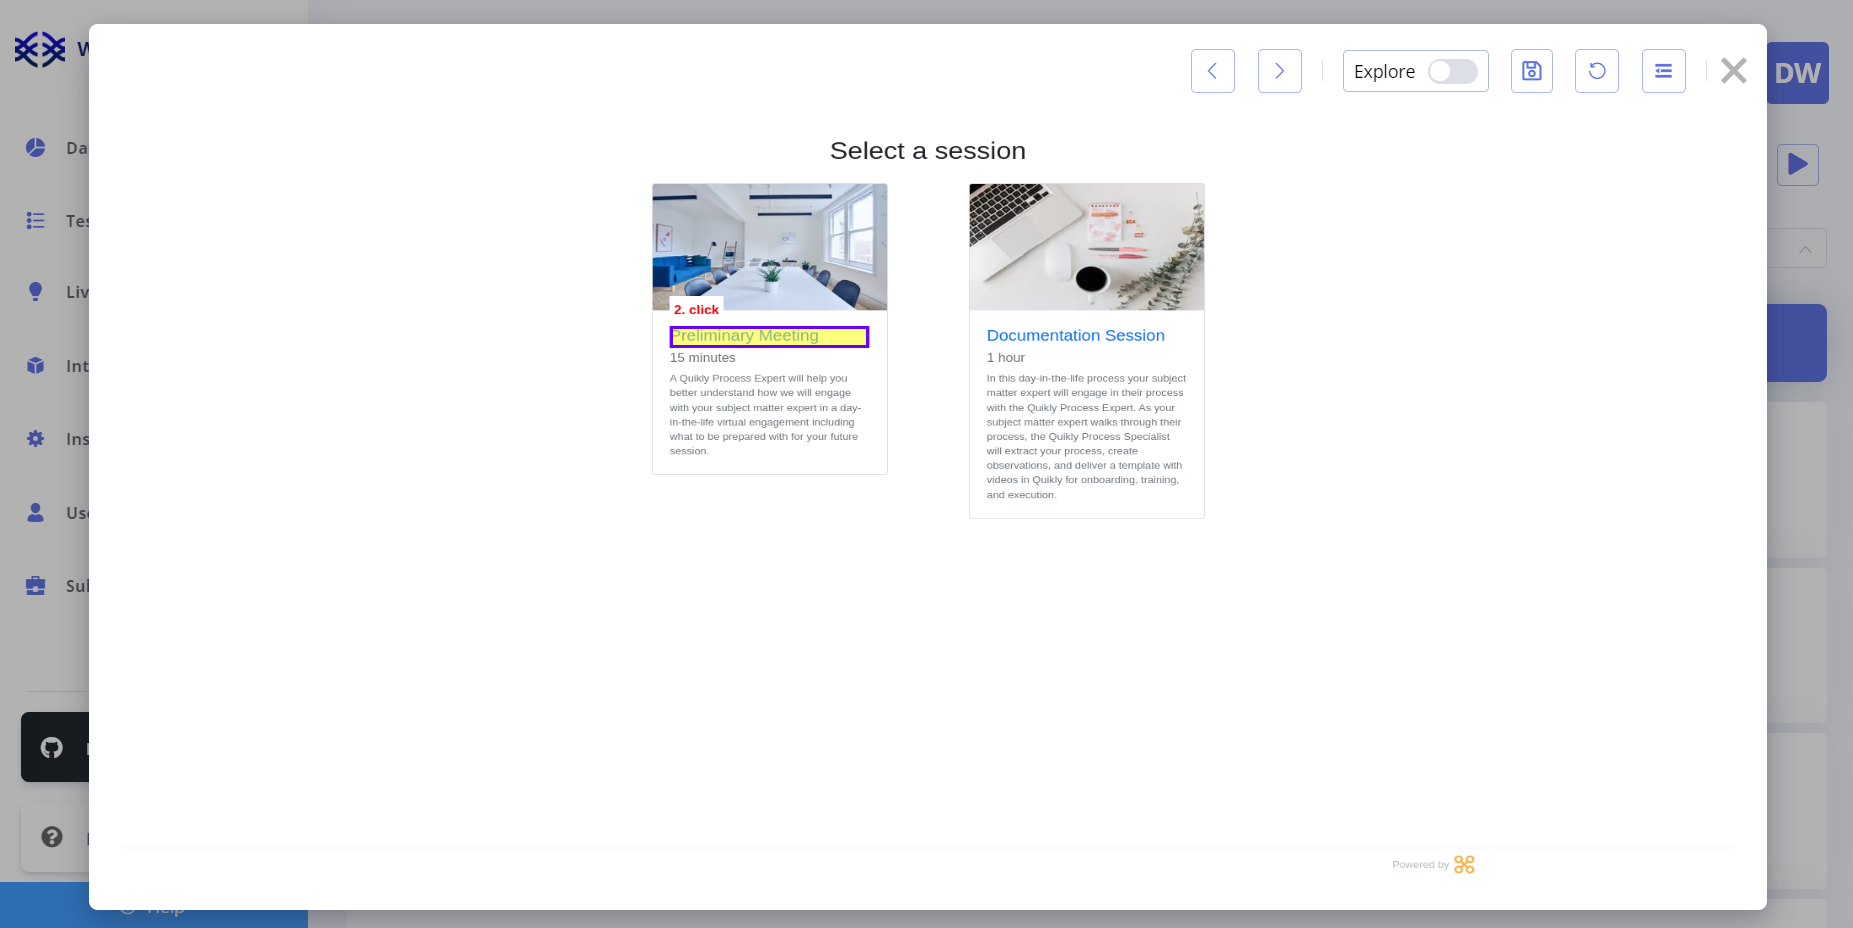 W
DW
Explore
Da
Tes
Liv
Int
Ins
Use
Sul
Help
Select a session
2. click
Preliminary Meeting
15 minutes
A Quikly Process Expert will help you
better understand how we will engage
with your subject matter expert in a day-
in-the-life virtual engagement including
what to be prepared with for your future
session.
Documentation Session
1 hour
In this day-in-the-life process your subject
matter expert will engage in their process
with the Quikly Process Expert. As your
subject matter expert walks through their
process, the Quikly Process Specialist
will extract your process, create
observations, and deliver a template with
videos in Quikly for onboarding, training,
and execution.
Powered by